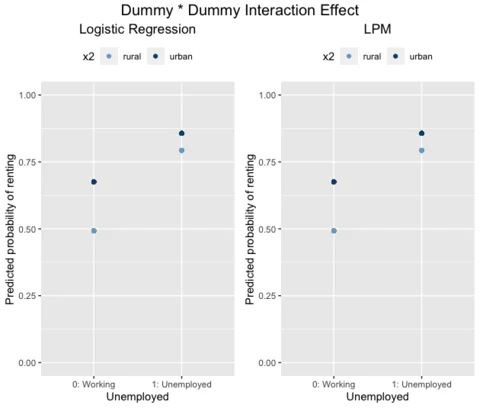 Dummy * Dummy Interaction Effect
Logistic Regression
x2 rural urban
Predicted probability of renting
1.00
0.75
0.50
0.25
0.00
0: Working 1: Unemployed
Unemployed
LPM
x2 rural urban
Predicted probability of renting
1.00
0.75
0.50
0.25
0.00
0: Working 1: Unemployed
Unemployed